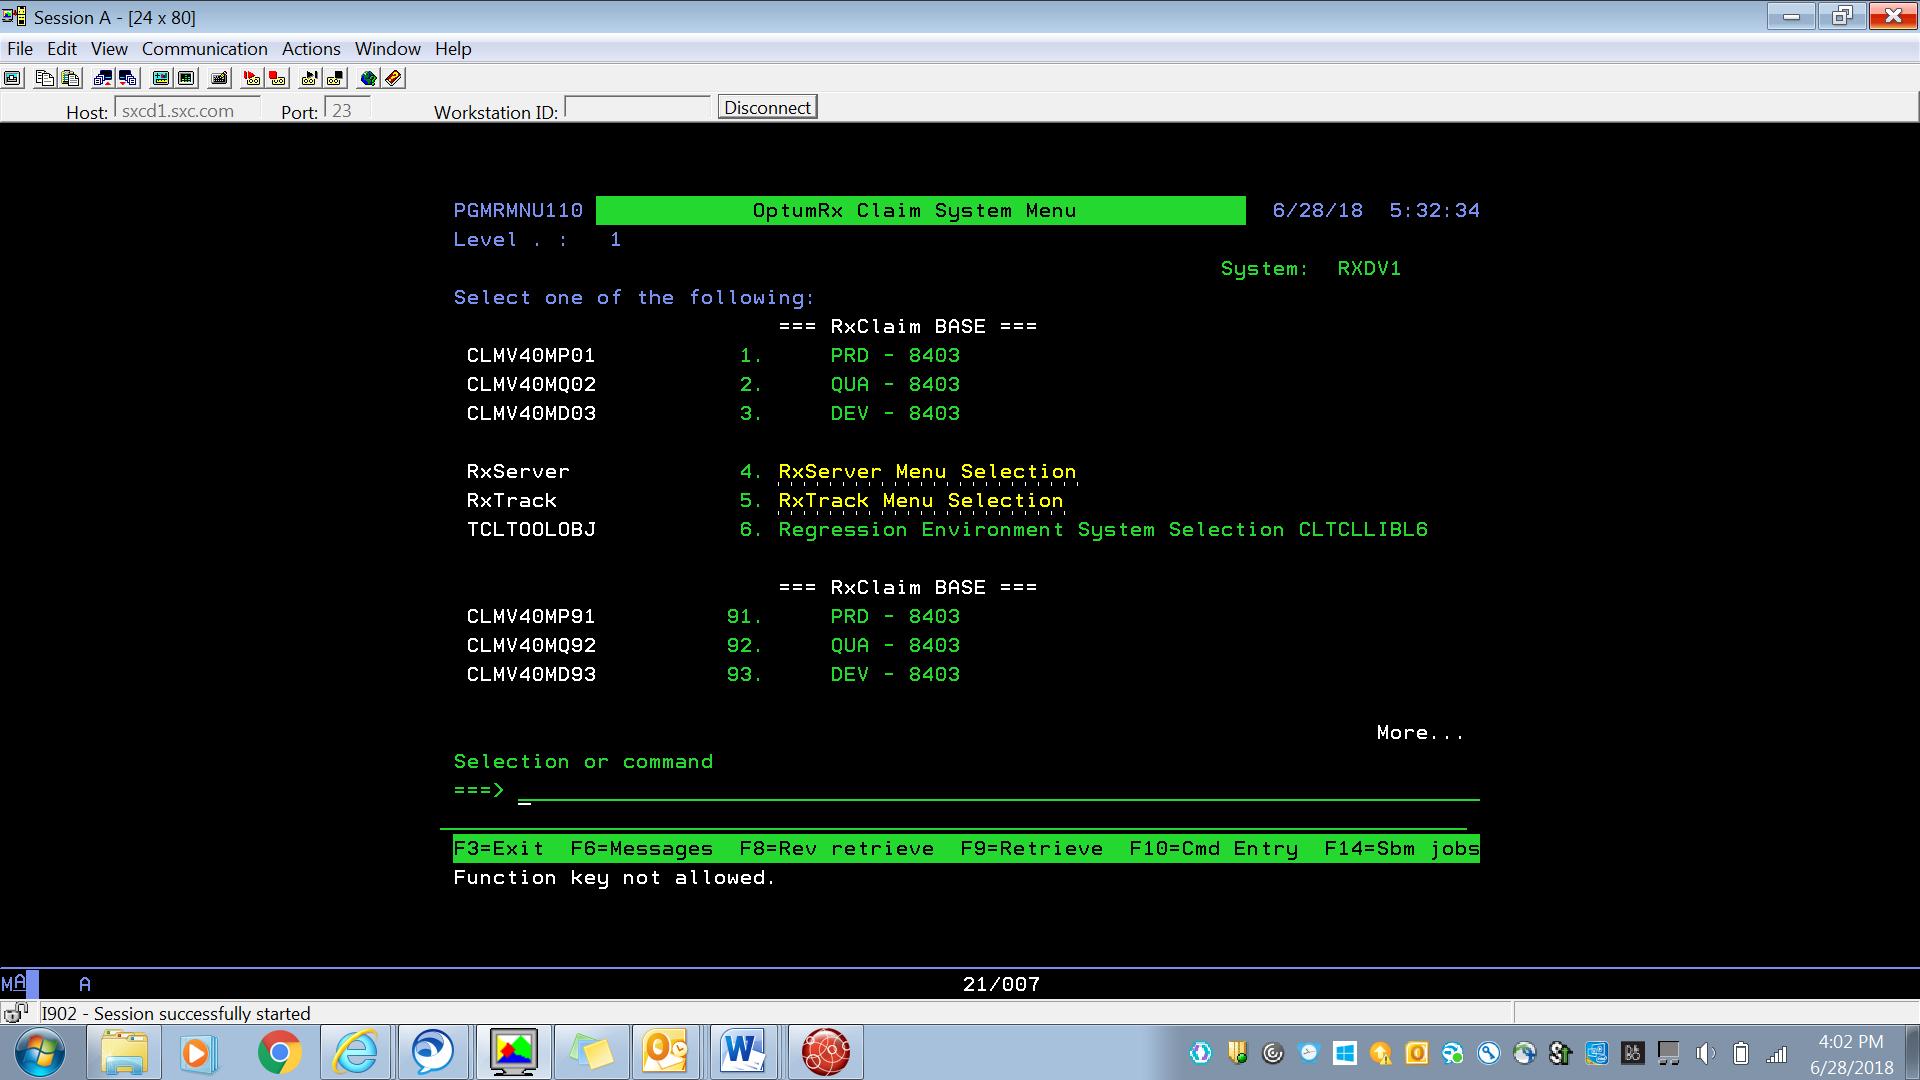 Session A - [24 x 80]
File Edit View Communication Actions Window Help
Host: sxcd1.sxc.com Port: 23 Workstation ID: Disconnect
PGMRMNU110 OptumRx Claim System Menu 6/28/18 5:32:34
Level . : 1
System: RXDV1
Select one of the following:
=== RxClaim BASE ===
CLMV40MP01 1. PRD - 8403
CLMV40MQ02 2. QUA - 8403
CLMV40MD03 3. DEV - 8403
RxServer 4. RxServer Menu Selection
RxTrack 5. RxTrack Menu Selection
TCLTOOLOBJ 6. Regression Environment System Selection CLTCLLIBL6
=== RxClaim BASE ===
CLMV40MP91 91. PRD - 8403
CLMV40MQ92 92. QUA - 8403
CLMV40MD93 93. DEV - 8403
More...
Selection or command
===> _
F3=Exit F6=Messages F8=Rev retrieve F9=Retrieve F10=Cmd Entry F14=Sbm jobs
Function key not allowed.
MA A 21/007
I902 - Session successfully started
4:02 PM
6/28/2018